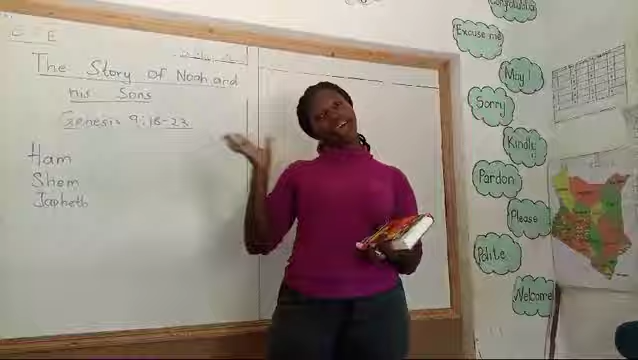 C E
The Story of Noah and
his Sons
Genesis 9:18-23
Ham
Shem
Japheth
Congratulation
Excuse me
May I
Sorry
Kindly
Pardon
Please
Polite
Welcome